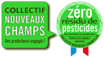 COLLECTIF
NOUVEAUX
CHAMPS
Des producteurs engagés
zéro
résidu de
pesticides